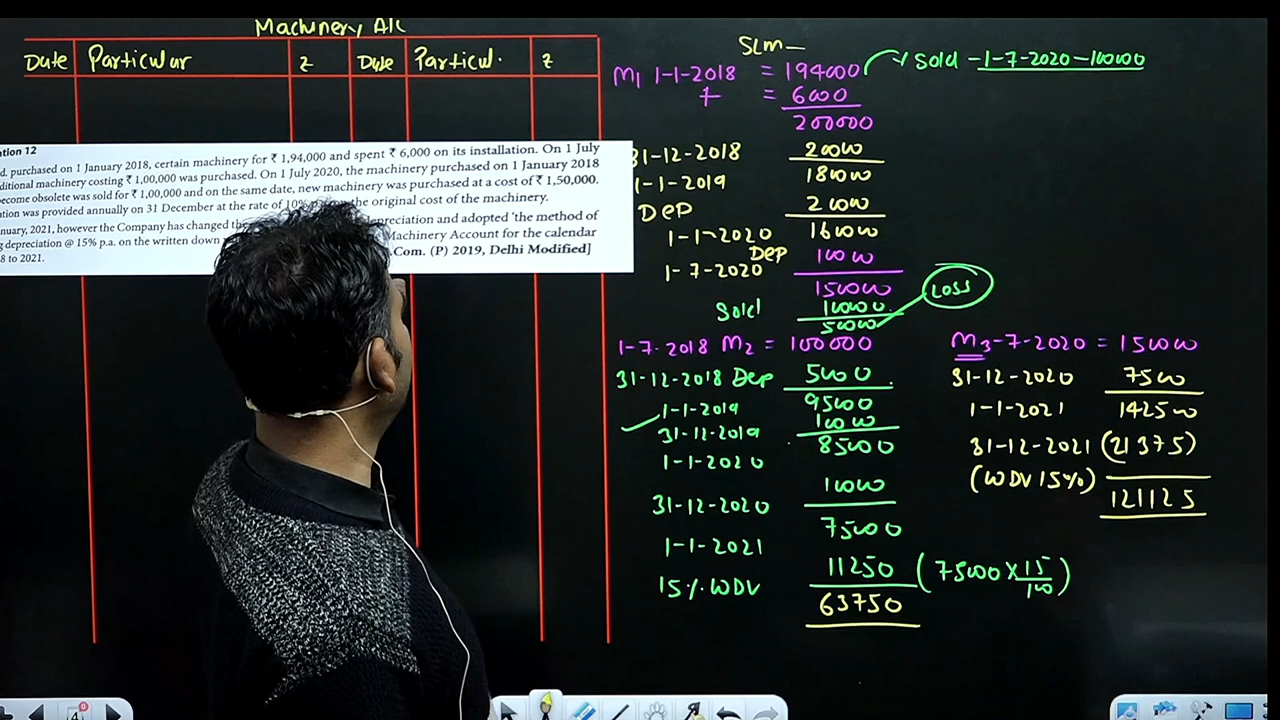 Machinery A/c
Date Particular ₹ Date Particul. ₹
SLM —
M1 1-1-2018 = 194000 → Sold - 1-7-2020 - 100000
+ = 6000
200000
31-12-2018 20000
1-1-2019 180000
Dep 20000
1-1-2020 160000
Dep 10000
1-7-2020
150000
Sold 100000
50000 Loss
1-7-2018 M2 = 100000
31-12-2018 Dep 5000
1-1-2019 95000
31-12-2019 10000
85000
1-1-2020
10000
31-12-2020
75000
1-1-2021
15% WDV 11250 (75000 × 15/100)
63750
M3-7-2020 = 150000
31-12-2020 7500
1-1-2021 142500
31-12-2021 (21375)
(WDV 15%)
121125
tion 12
d. purchased on 1 January 2018, certain machinery for ₹ 1,94,000 and spent ₹ 6,000 on its installation. On 1 July
ditional machinery costing ₹ 1,00,000 was purchased. On 1 July 2020, the machinery purchased on 1 January 2018
ecome obsolete was sold for ₹ 1,00,000 and on the same date, new machinery was purchased at a cost of ₹ 1,50,000.
ation was provided annually on 31 December at the rate of 10% the original cost of the machinery.
nuary, 2021, however the Company has changed the depreciation and adopted 'the method of
g depreciation @ 15% p.a. on the written down Machinery Account for the calendar
8 to 2021. Com. (P) 2019, Delhi Modified]
4